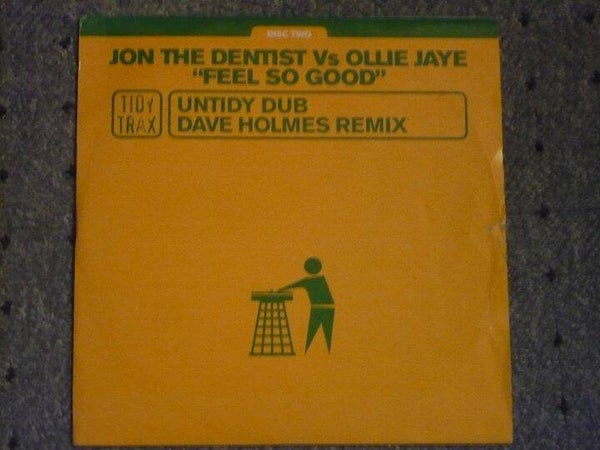 DISC TWO
JON THE DENTIST Vs OLLIE JAYE
"FEEL SO GOOD"
TIDY
TRAX
UNTIDY DUB
DAVE HOLMES REMIX